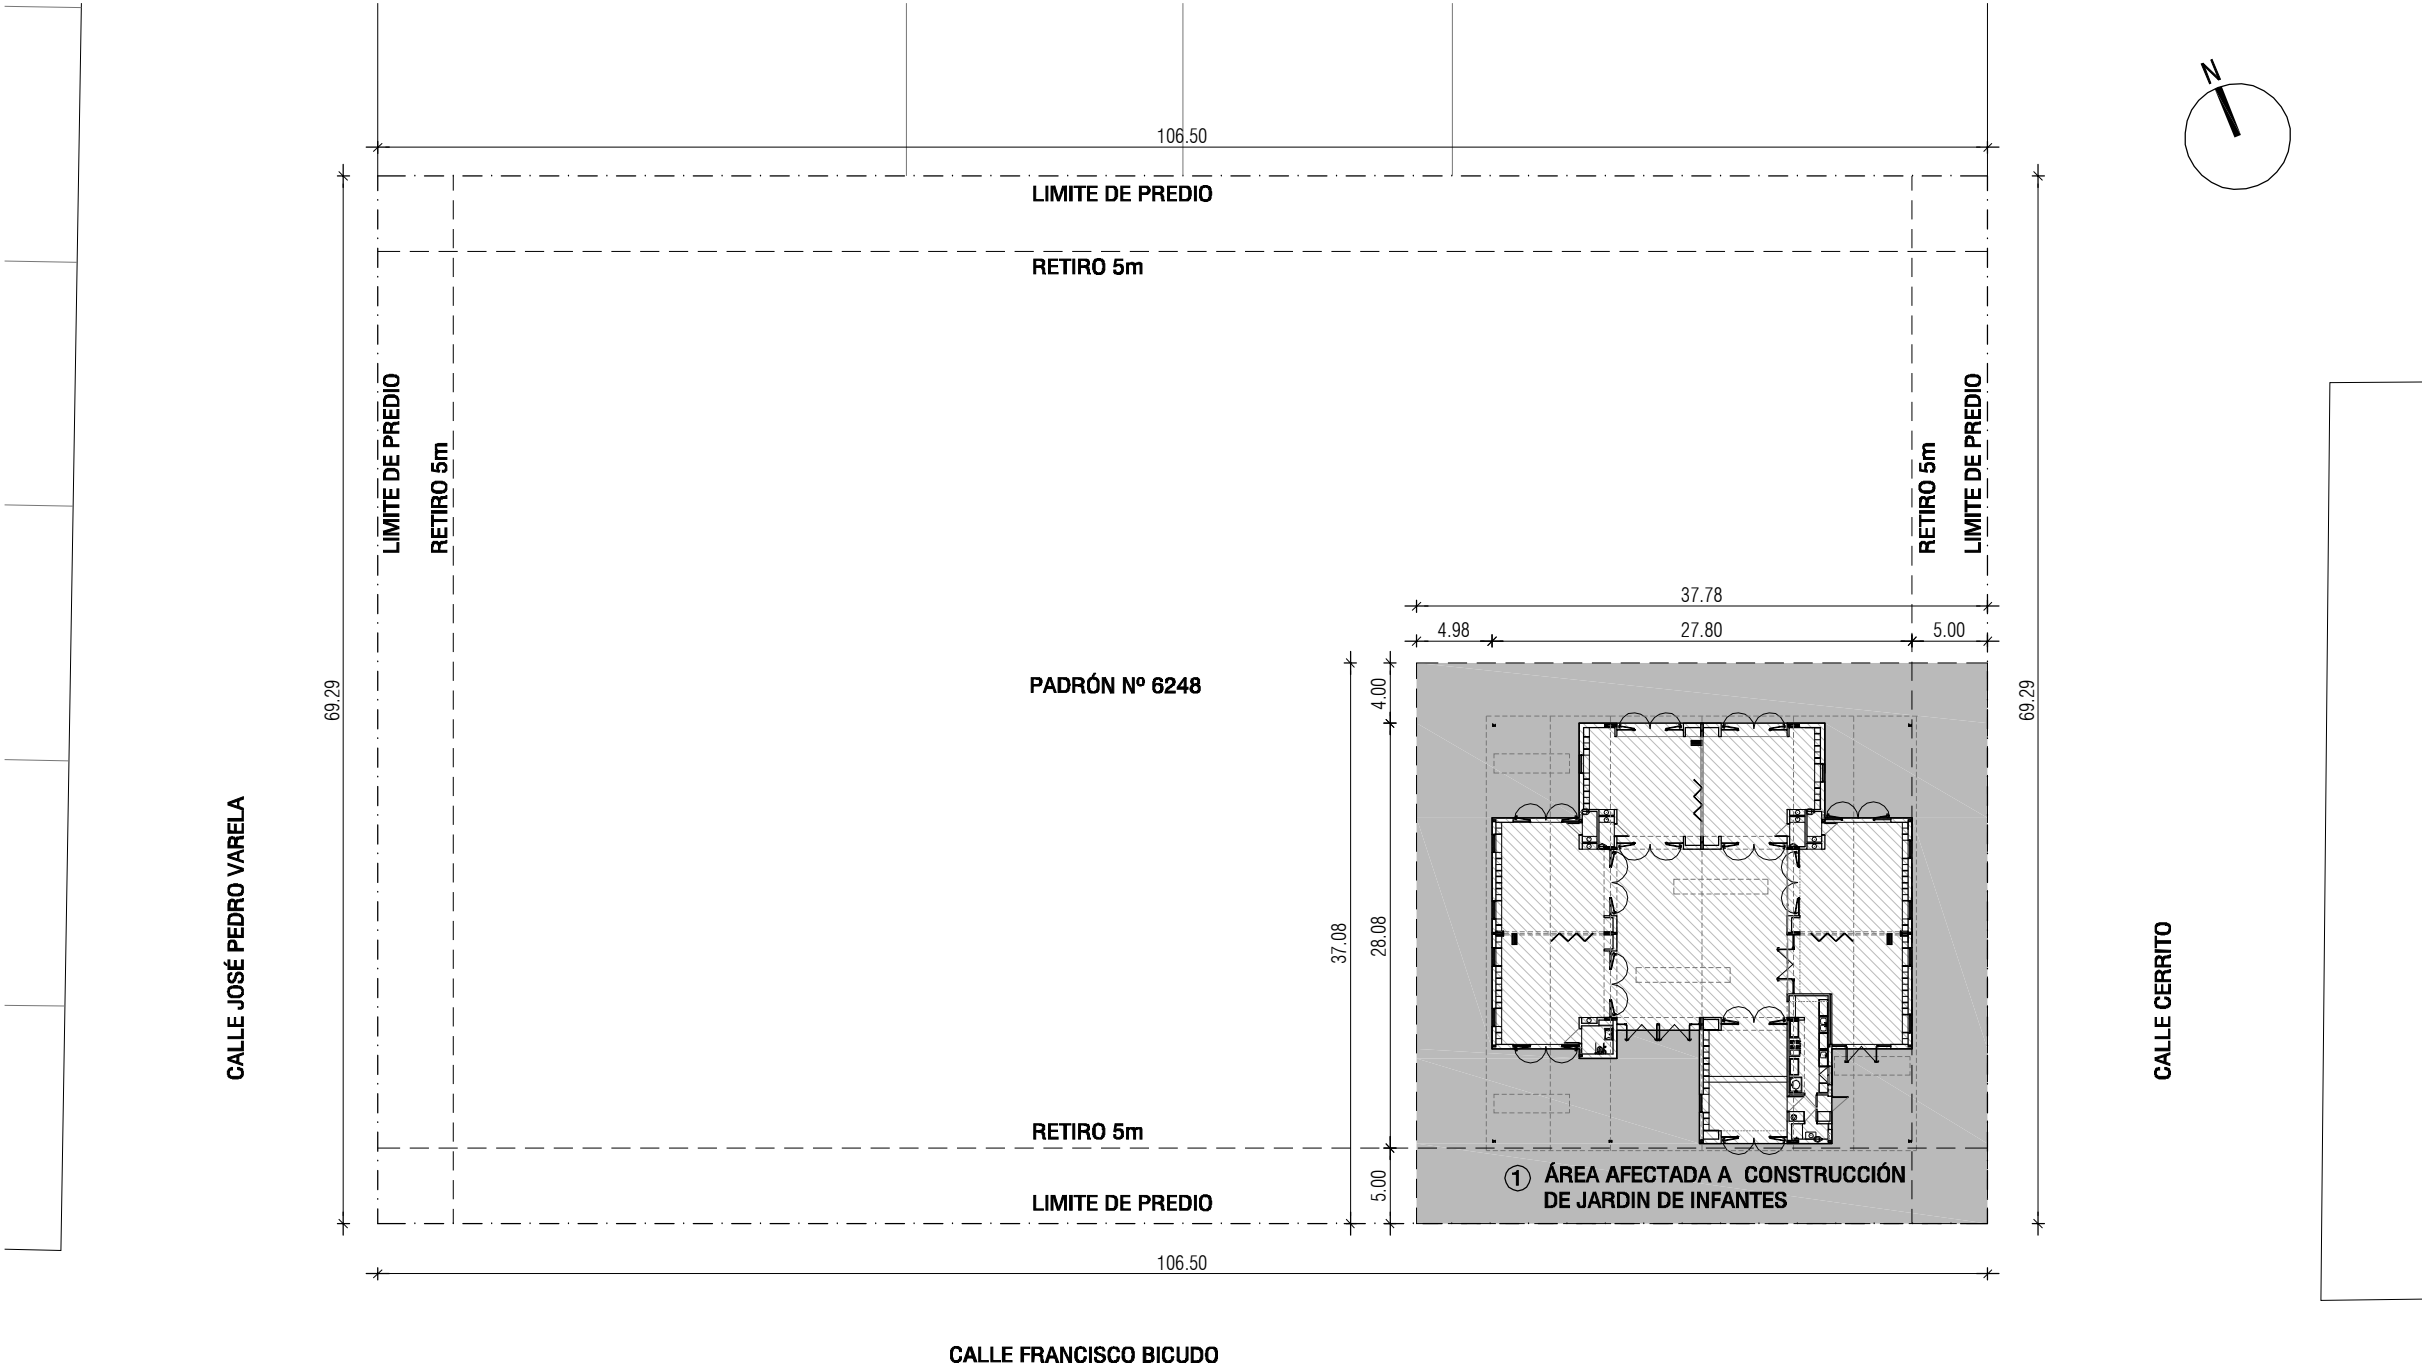 N
106.50
LIMITE DE PREDIO
RETIRO 5m
LIMITE DE PREDIO
RETIRO 5m
RETIRO 5m
LIMITE DE PREDIO
37.78
4.98
27.80
5.00
69.29
PADRÓN Nº 6248
4.00
69.29
CALLE JOSÉ PEDRO VARELA
37.08
28.08
CALLE CERRITO
RETIRO 5m
5.00
1 ÁREA AFECTADA A CONSTRUCCIÓN
DE JARDIN DE INFANTES
LIMITE DE PREDIO
106.50
CALLE FRANCISCO BICUDO